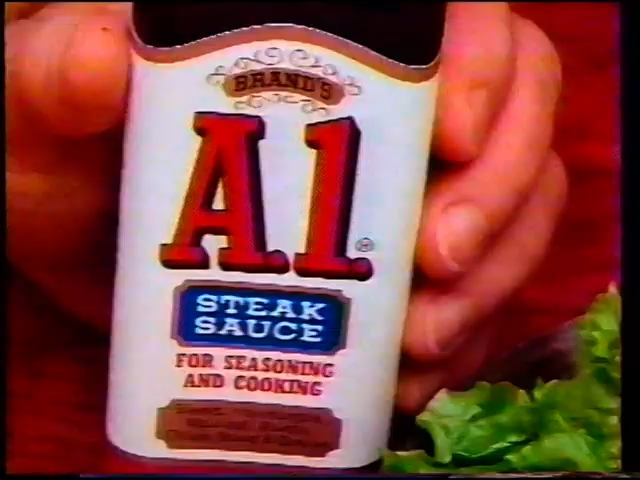 BRAND'S
A1.®
STEAK
SAUCE
FOR SEASONING
AND COOKING